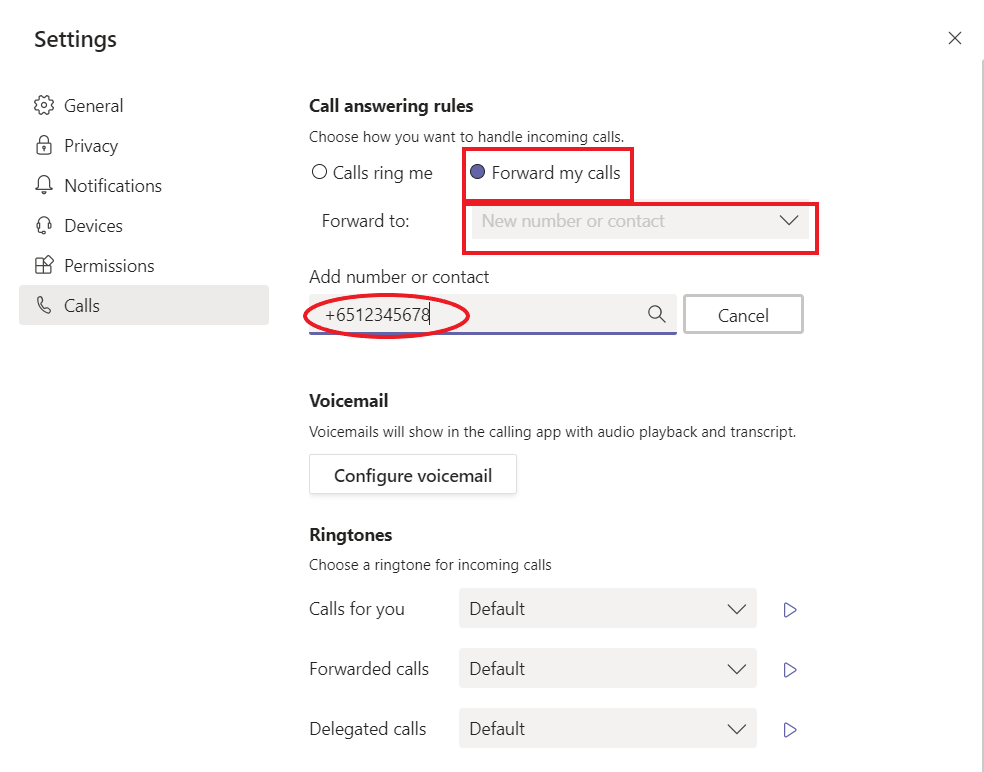 Settings
General
Privacy
Notifications
Devices
Permissions
Calls
Call answering rules
Choose how you want to handle incoming calls.
Calls ring me Forward my calls
Forward to: New number or contact
Add number or contact
+6512345678 Cancel
Voicemail
Voicemails will show in the calling app with audio playback and transcript.
Configure voicemail
Ringtones
Choose a ringtone for incoming calls
Calls for you Default
Forwarded calls Default
Delegated calls Default